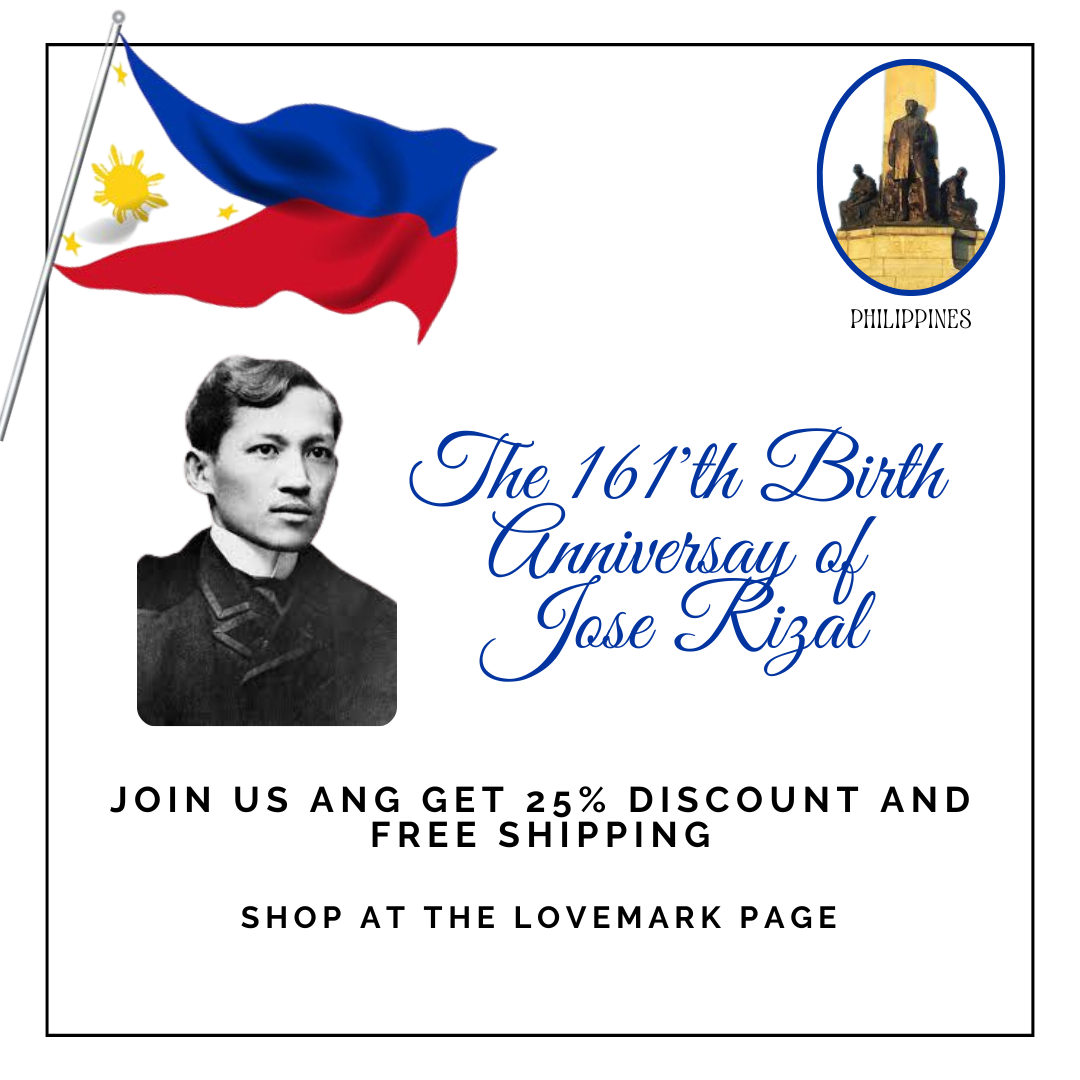 PHILIPPINES
The 161'th Birth
Anniversay of
Jose Rizal
JOIN US ANG GET 25% DISCOUNT AND
FREE SHIPPING
SHOP AT THE LOVEMARK PAGE